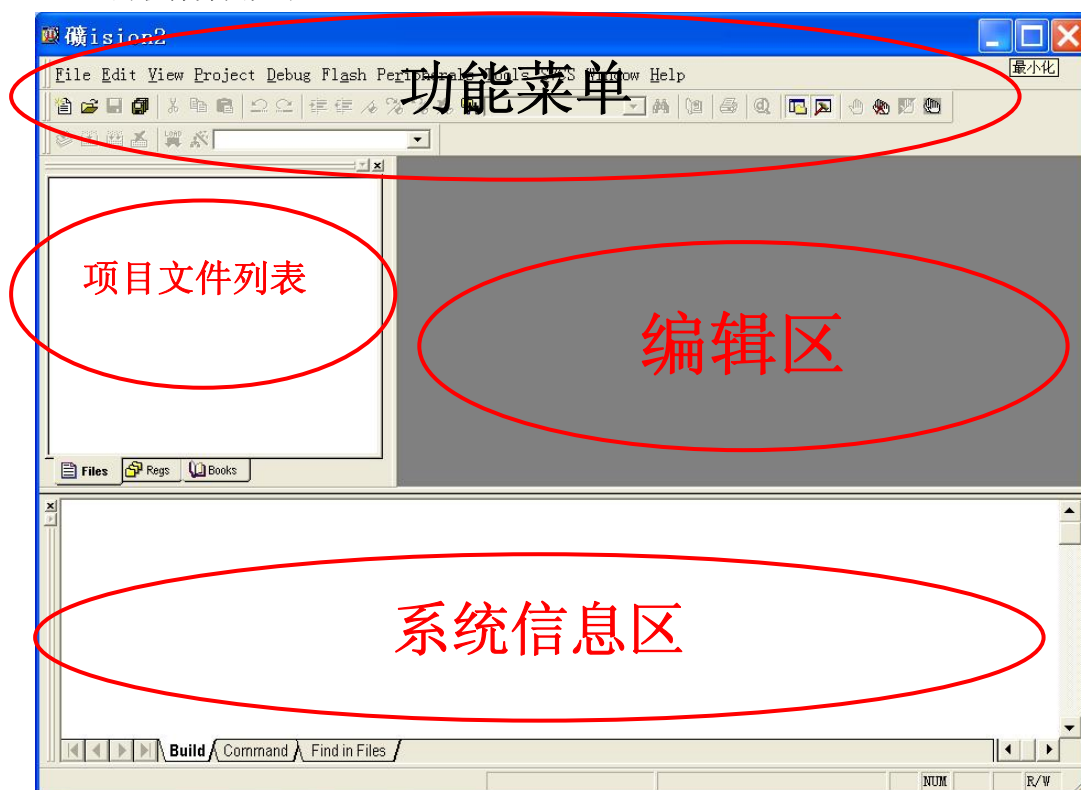 礦ision2
File Edit View Project Debug Flash Peripherals Tools SVCS Window Help
最小化
功能菜单
项目文件列表
编辑区
Files Regs Books
系统信息区
Build Command Find in Files
NUM R/W